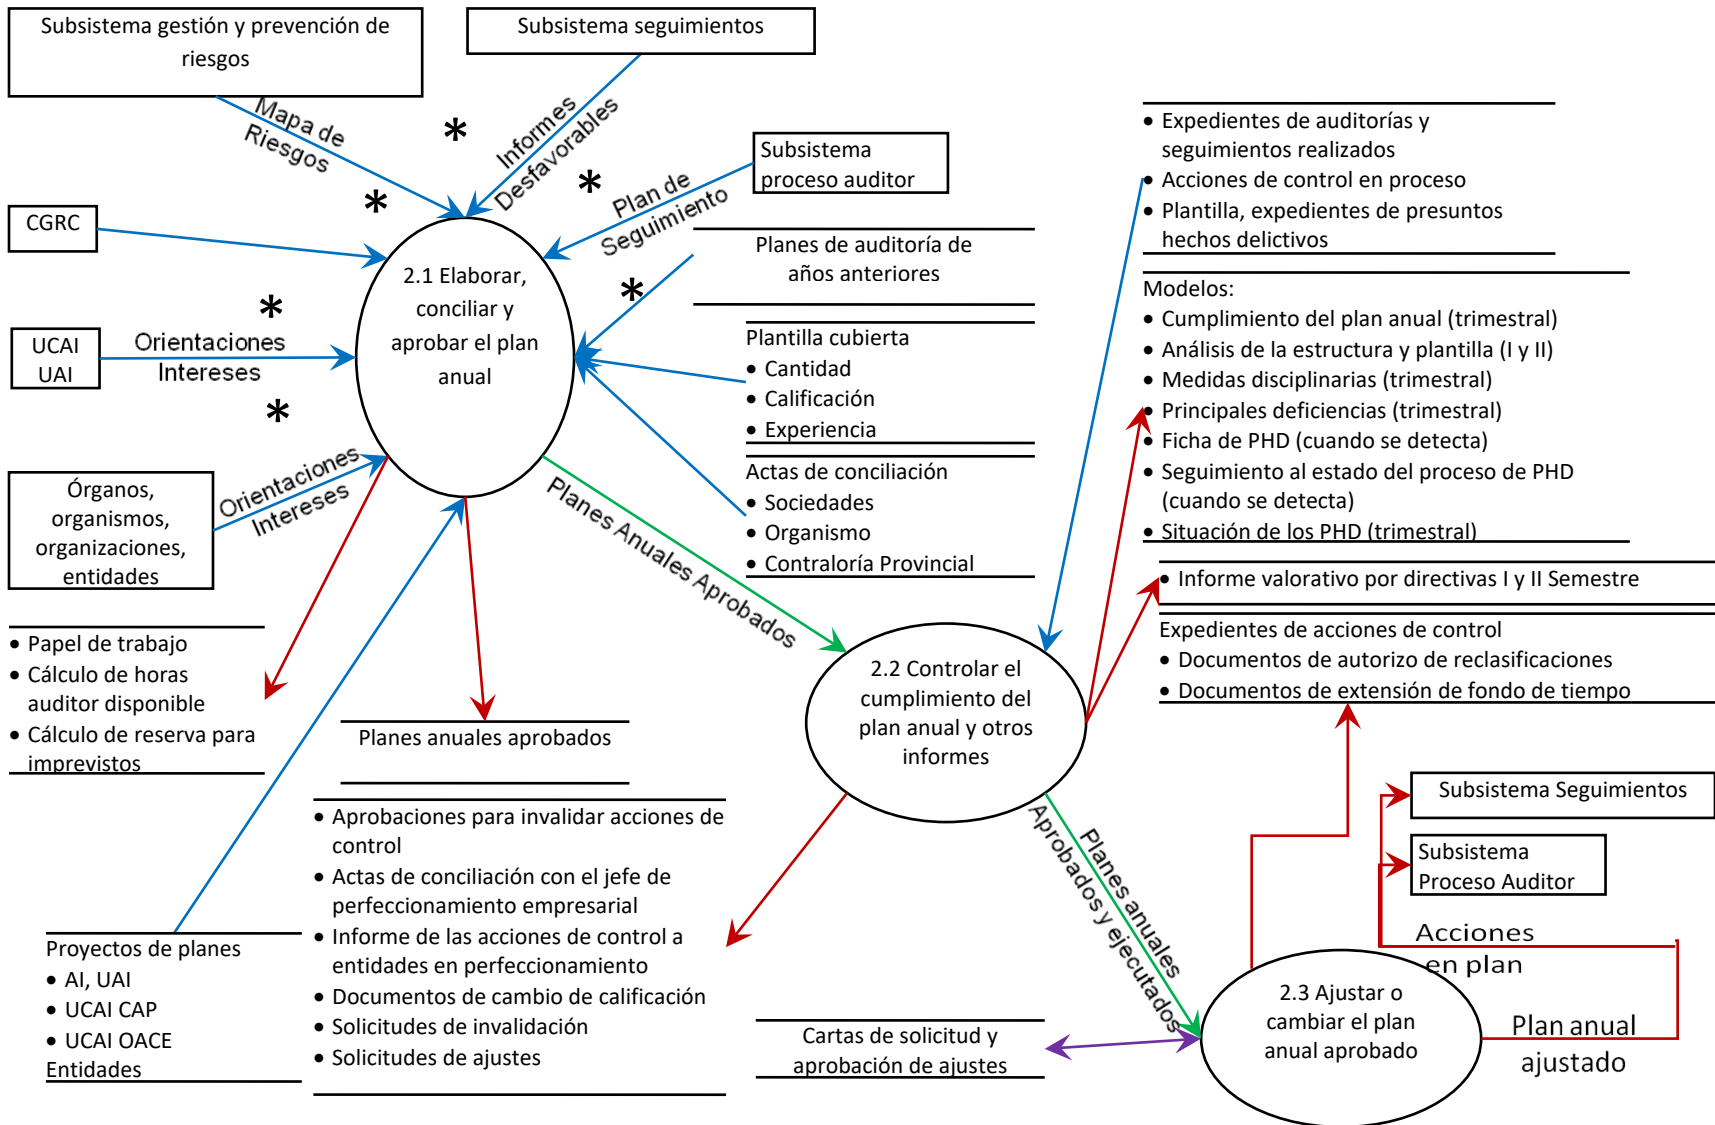 Subsistema gestión y prevención de
riesgos
Subsistema seguimientos
Mapa de
Riesgos
*
Informes
Desfavorables
*
Subsistema
proceso auditor
Plan de
Seguimiento
*
CGRC
*
UCAI
UAI
Orientaciones
Intereses
*
Órganos,
organismos,
organizaciones,
entidades
Orientaciones
Intereses
2.1 Elaborar,
conciliar y
aprobar el plan
anual
*
Planes de auditoría de
años anteriores
Plantilla cubierta
• Cantidad
• Calificación
• Experiencia
Actas de conciliación
• Sociedades
• Organismo
• Contraloría Provincial
• Expedientes de auditorías y
seguimientos realizados
• Acciones de control en proceso
• Plantilla, expedientes de presuntos
hechos delictivos
Modelos:
• Cumplimiento del plan anual (trimestral)
• Análisis de la estructura y plantilla (I y II)
• Medidas disciplinarias (trimestral)
• Principales deficiencias (trimestral)
• Ficha de PHD (cuando se detecta)
• Seguimiento al estado del proceso de PHD
(cuando se detecta)
• Situación de los PHD (trimestral)
• Informe valorativo por directivas I y II Semestre
Expedientes de acciones de control
• Documentos de autorizo de reclasificaciones
• Documentos de extensión de fondo de tiempo
Planes Anuales Aprobados
2.2 Controlar el
cumplimiento del
plan anual y otros
informes
• Papel de trabajo
• Cálculo de horas
auditor disponible
• Cálculo de reserva para
imprevistos
Planes anuales aprobados
• Aprobaciones para invalidar acciones de
control
• Actas de conciliación con el jefe de
perfeccionamiento empresarial
• Informe de las acciones de control a
entidades en perfeccionamiento
• Documentos de cambio de calificación
• Solicitudes de invalidación
• Solicitudes de ajustes
Proyectos de planes
• AI, UAI
• UCAI CAP
• UCAI OACE
Entidades
Planes anuales
Aprobados y ejecutados
Subsistema Seguimientos
Subsistema
Proceso Auditor
Acciones
en plan
2.3 Ajustar o
cambiar el plan
anual aprobado
Plan anual
ajustado
Cartas de solicitud y
aprobación de ajustes